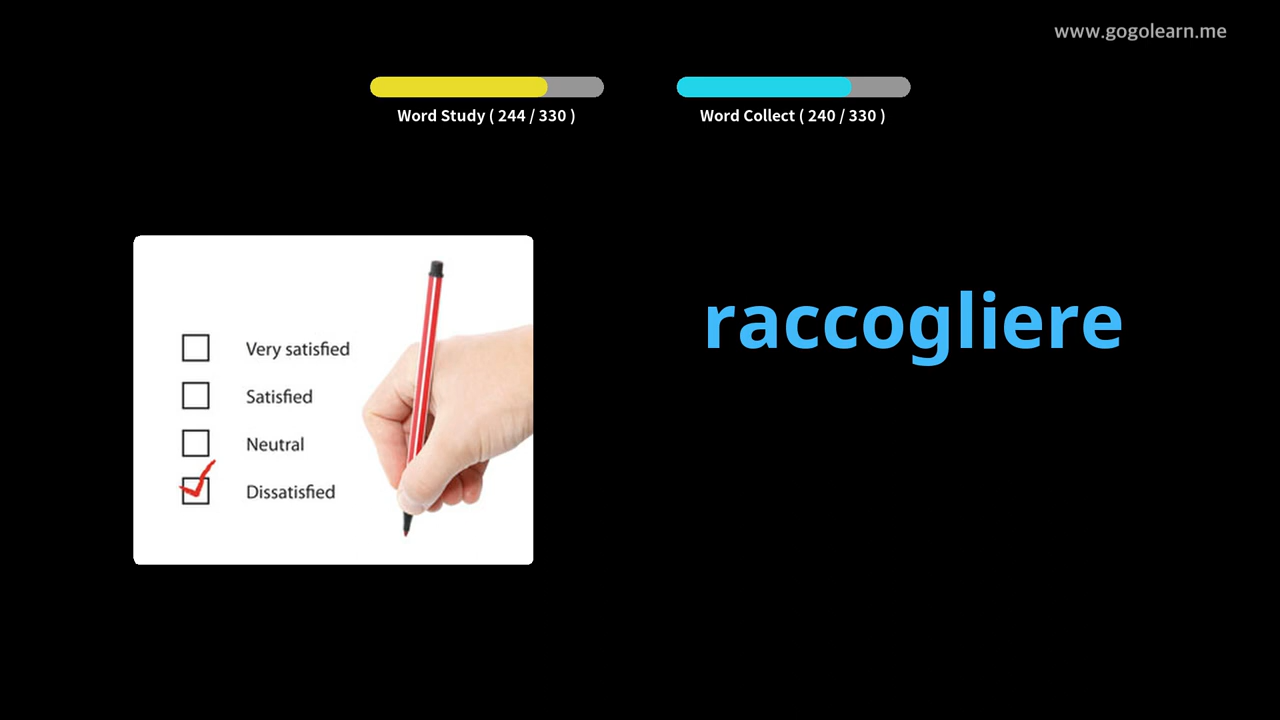 www.gogolearn.me
Word Study ( 244 / 330 )
Word Collect ( 240 / 330 )
raccogliere
Very satisfied
Satisfied
Neutral
Dissatisfied